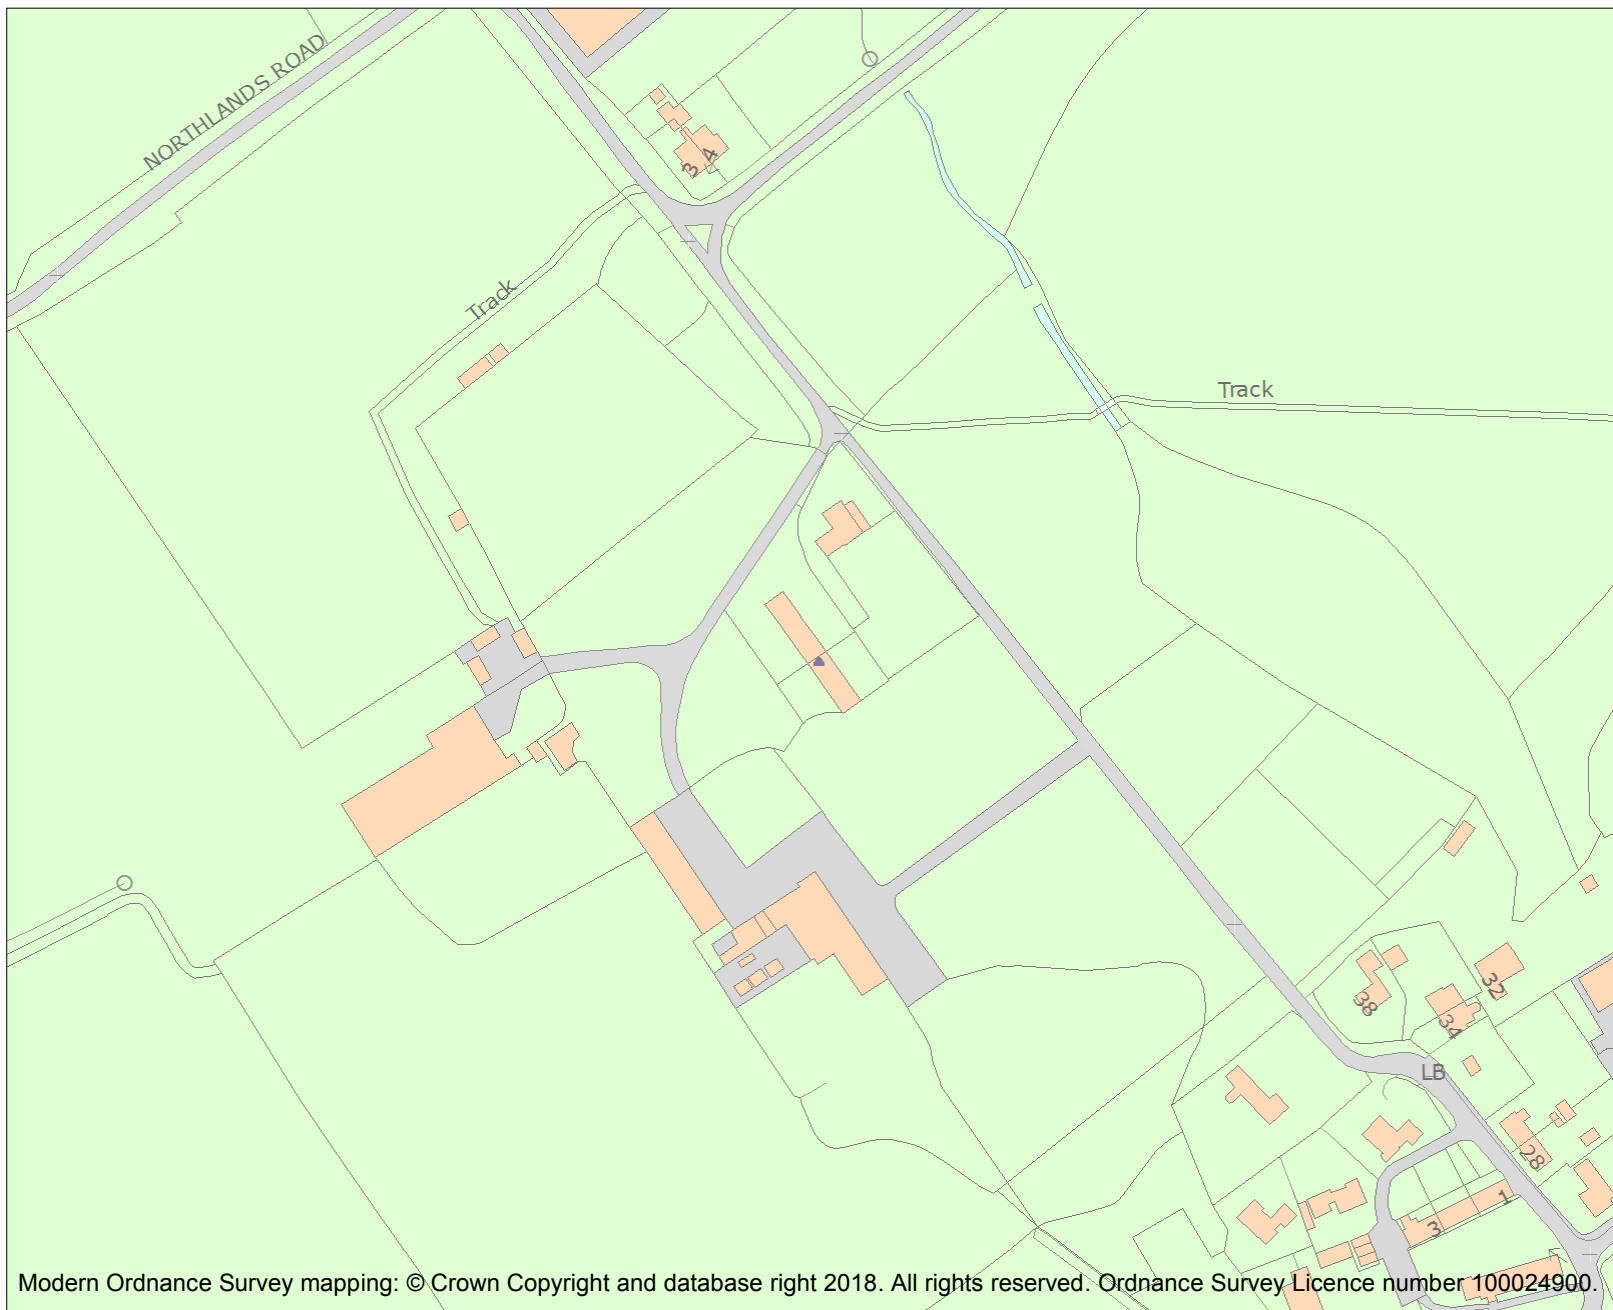 NORTHLANDS ROAD
3
4
Track
Track
38
32
34
LB
28
1
3
Modern Ordnance Survey mapping: © Crown Copyright and database right 2018. All rights reserved. Ordnance Survey Licence number 100024900.